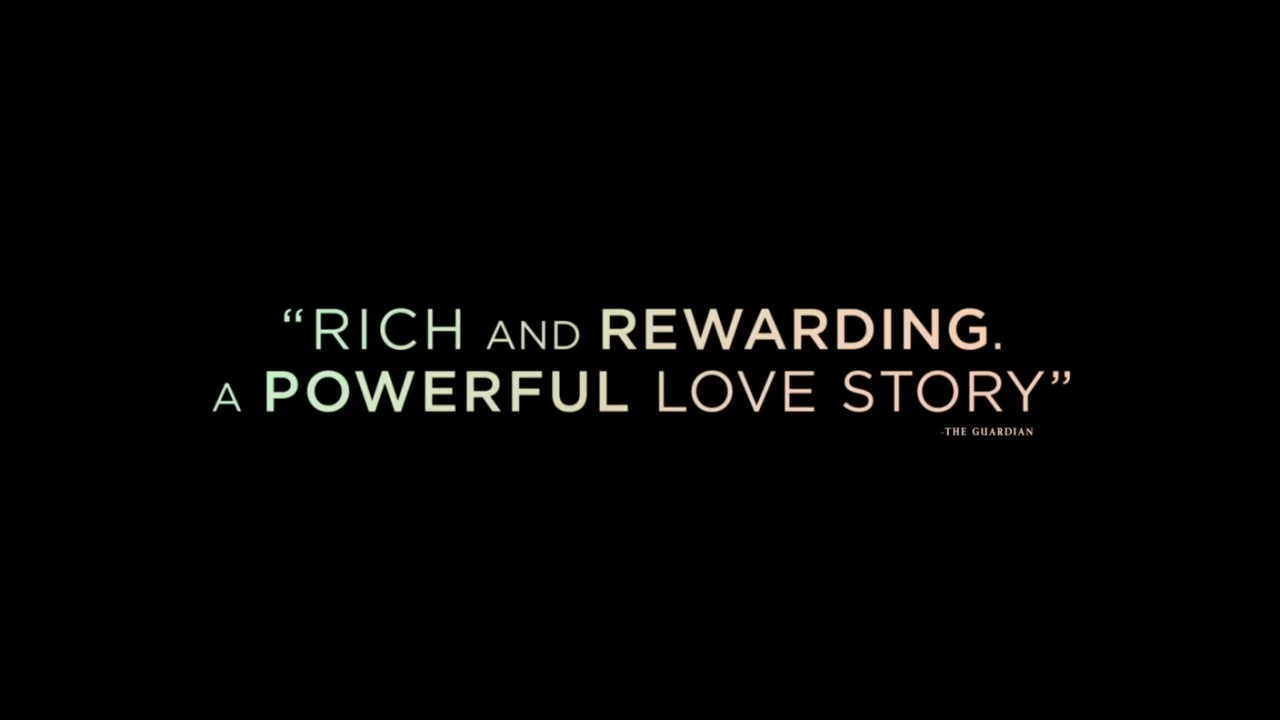 “RICH AND REWARDING.
A POWERFUL LOVE STORY”
-THE GUARDIAN